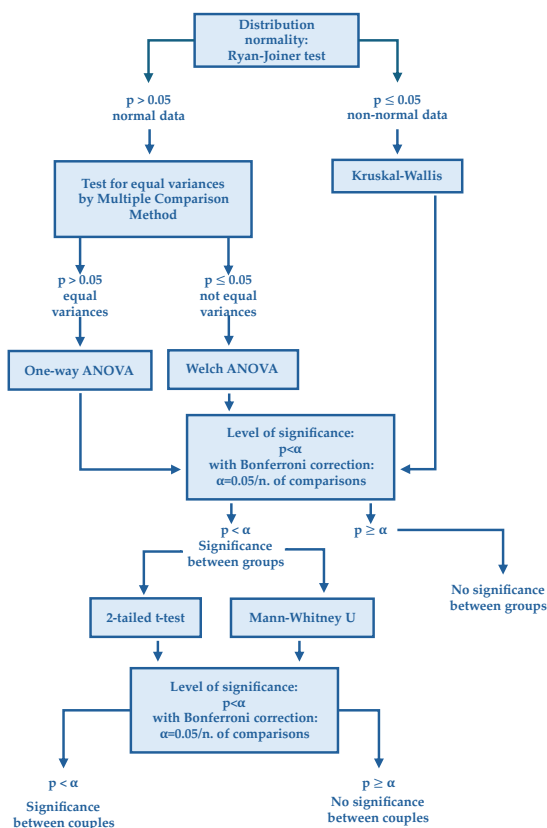 Distribution
normality:
Ryan-Joiner test
p > 0.05
normal data
p ≤ 0.05
non-normal data
Test for equal variances
by Multiple Comparison
Method
Kruskal-Wallis
p > 0.05
equal
variances
p ≤ 0.05
not equal
variances
One-way ANOVA
Welch ANOVA
Level of significance:
p<α
with Bonferroni correction:
α=0.05/n. of comparisons
p < α
Significance
between groups
p ≥ α
No significance
between groups
2-tailed t-test
Mann-Whitney U
Level of significance:
p<α
with Bonferroni correction:
α=0.05/n. of comparisons
p < α
Significance
between couples
p ≥ α
No significance
between couples